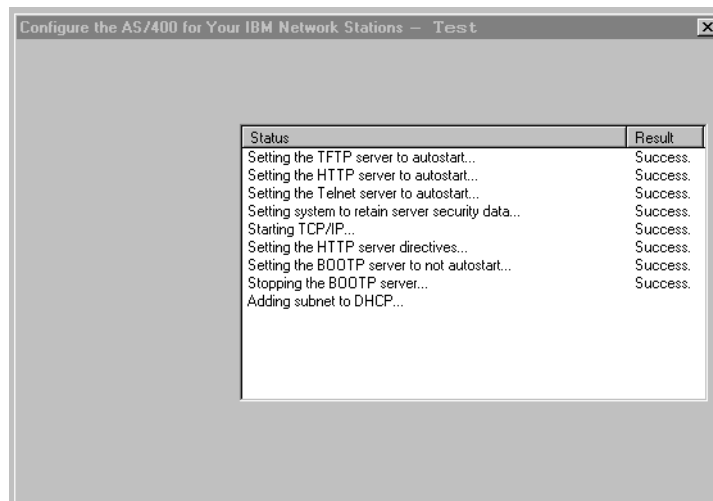 Configure the AS/400 for Your IBM Network Stations – Test
Status Result
Setting the TFTP server to autostart... Success.
Setting the HTTP server to autostart... Success.
Setting the Telnet server to autostart... Success.
Setting system to retain server security data... Success.
Starting TCP/IP... Success.
Setting the HTTP server directives... Success.
Setting the BOOTP server to not autostart... Success.
Stopping the BOOTP server... Success.
Adding subnet to DHCP...